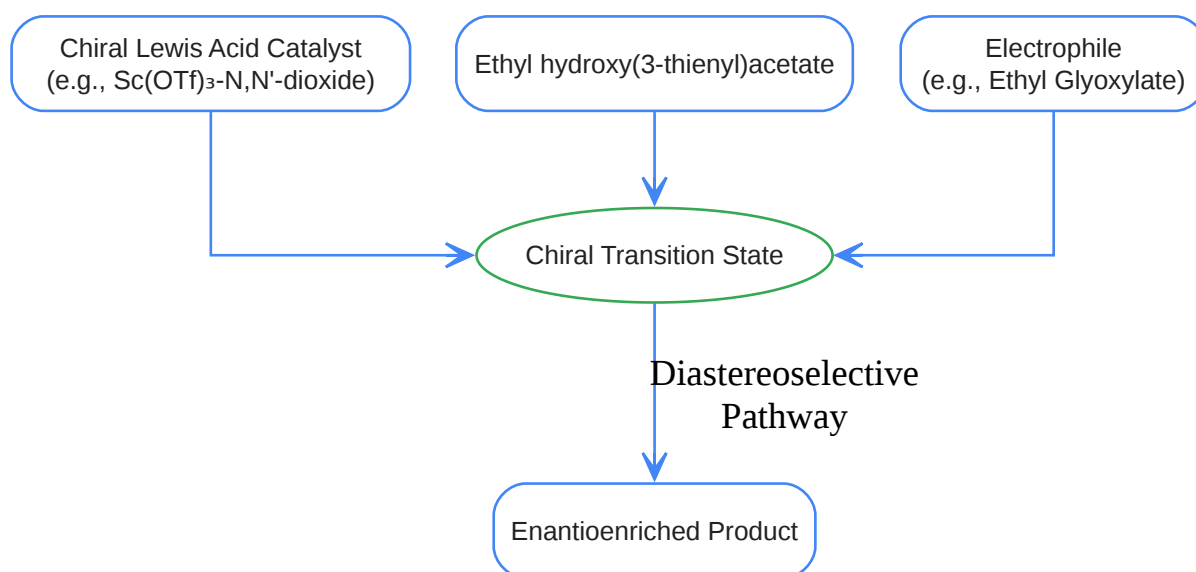 Chiral Lewis Acid Catalyst
(e.g., Sc(OTf)₃-N,N'-dioxide)
Ethyl hydroxy(3-thienyl)acetate
Electrophile
(e.g., Ethyl Glyoxylate)
Chiral Transition State
Diastereoselective
Pathway
Enantioenriched Product